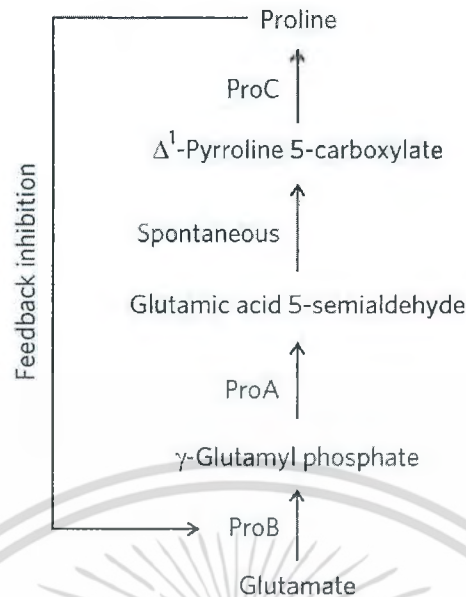 Proline
ProC
Δ¹-Pyrroline 5-carboxylate
Spontaneous
Glutamic acid 5-semialdehyde
ProA
γ-Glutamyl phosphate
ProB
Glutamate
Feedback inhibition